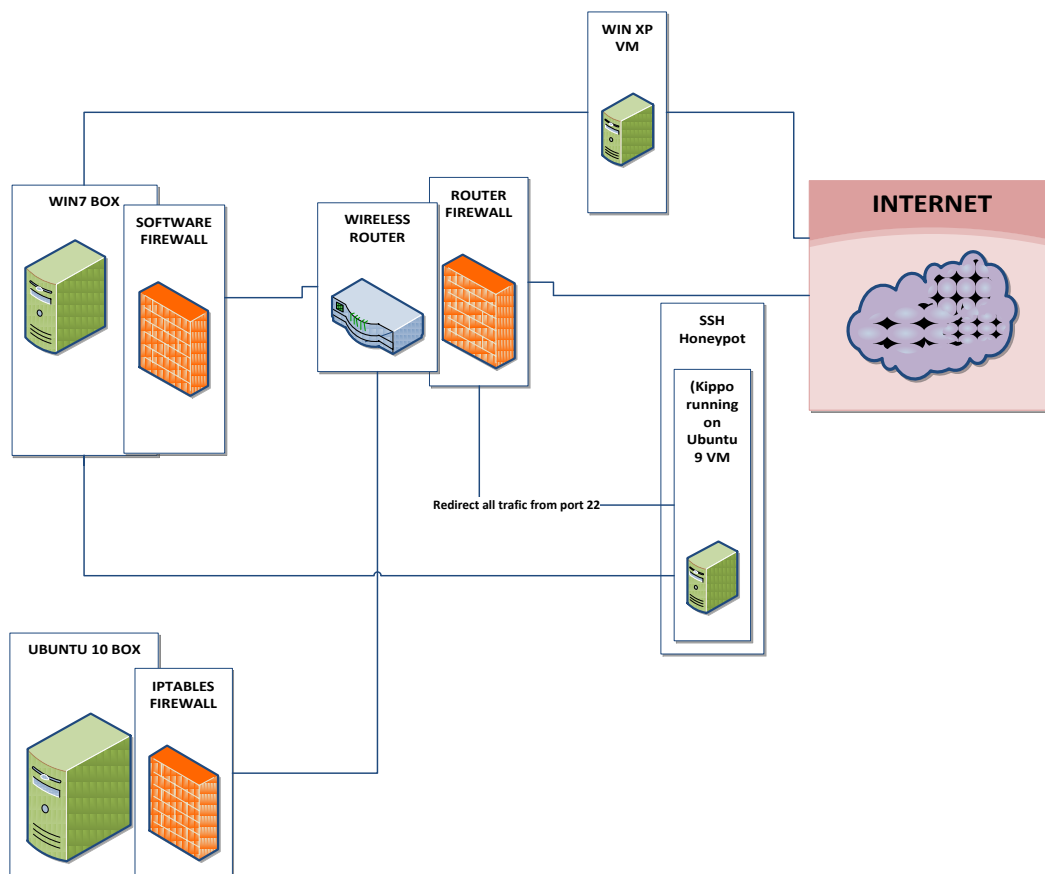 WIN XP
VM
WIN7 BOX
SOFTWARE
FIREWALL
WIRELESS
ROUTER
ROUTER
FIREWALL
INTERNET
SSH
Honeypot
(Kippo
running
on
Ubuntu
9 VM
Redirect all trafic from port 22
UBUNTU 10 BOX
IPTABLES
FIREWALL